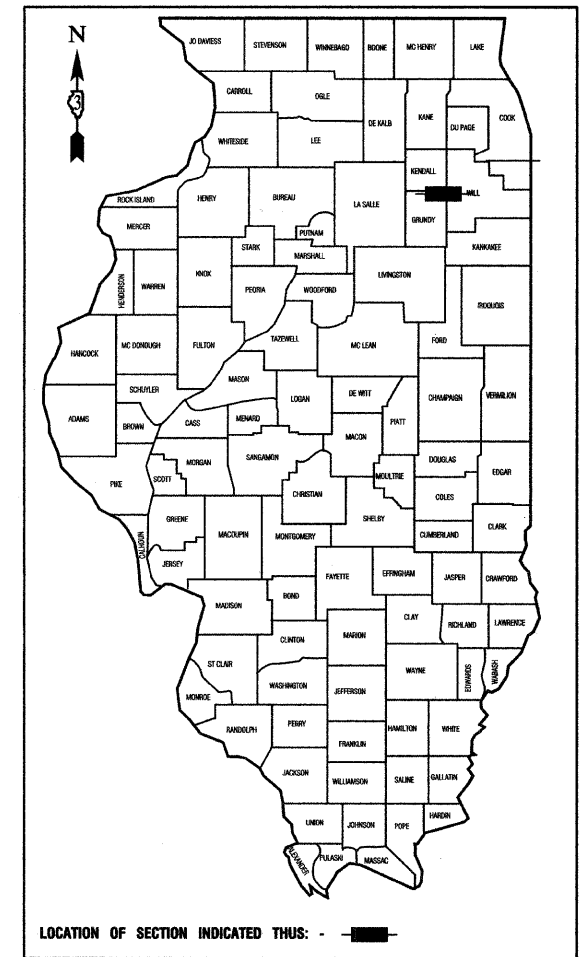 N
3
JO DAVIESS
STEVENSON
WINNEBAGO
BOONE
MC HENRY
LAKE
CARROLL
OGLE
DE KALB
KANE
DU PAGE
COOK
WHITESIDE
LEE
KENDALL
WILL
ROCK ISLAND
HENRY
BUREAU
LA SALLE
GRUNDY
MERCER
PUTNAM
STARK
MARSHALL
KANKAKEE
HENDERSON
WARREN
KNOX
PEORIA
WOODFORD
LIVINGSTON
IROQUOIS
HANCOCK
MC DONOUGH
FULTON
TAZEWELL
MC LEAN
FORD
SCHUYLER
MASON
LOGAN
DE WITT
CHAMPAIGN
VERMILION
ADAMS
BROWN
CASS
MENARD
MACON
PIATT
PIKE
SCOTT
MORGAN
SANGAMON
CHRISTIAN
MOULTRIE
DOUGLAS
COLES
EDGAR
CALHOUN
GREENE
MACOUPIN
MONTGOMERY
SHELBY
CUMBERLAND
CLARK
JERSEY
FAYETTE
EFFINGHAM
JASPER
CRAWFORD
MADISON
BOND
CLAY
RICHLAND
LAWRENCE
CLINTON
MARION
ST CLAIR
WASHINGTON
JEFFERSON
WAYNE
EDWARDS
WABASH
MONROE
RANDOLPH
PERRY
FRANKLIN
HAMILTON
WHITE
JACKSON
WILLIAMSON
SALINE
GALLATIN
UNION
JOHNSON
POPE
HARDIN
ALEXANDER
PULASKI
MASSAC
LOCATION OF SECTION INDICATED THUS: -